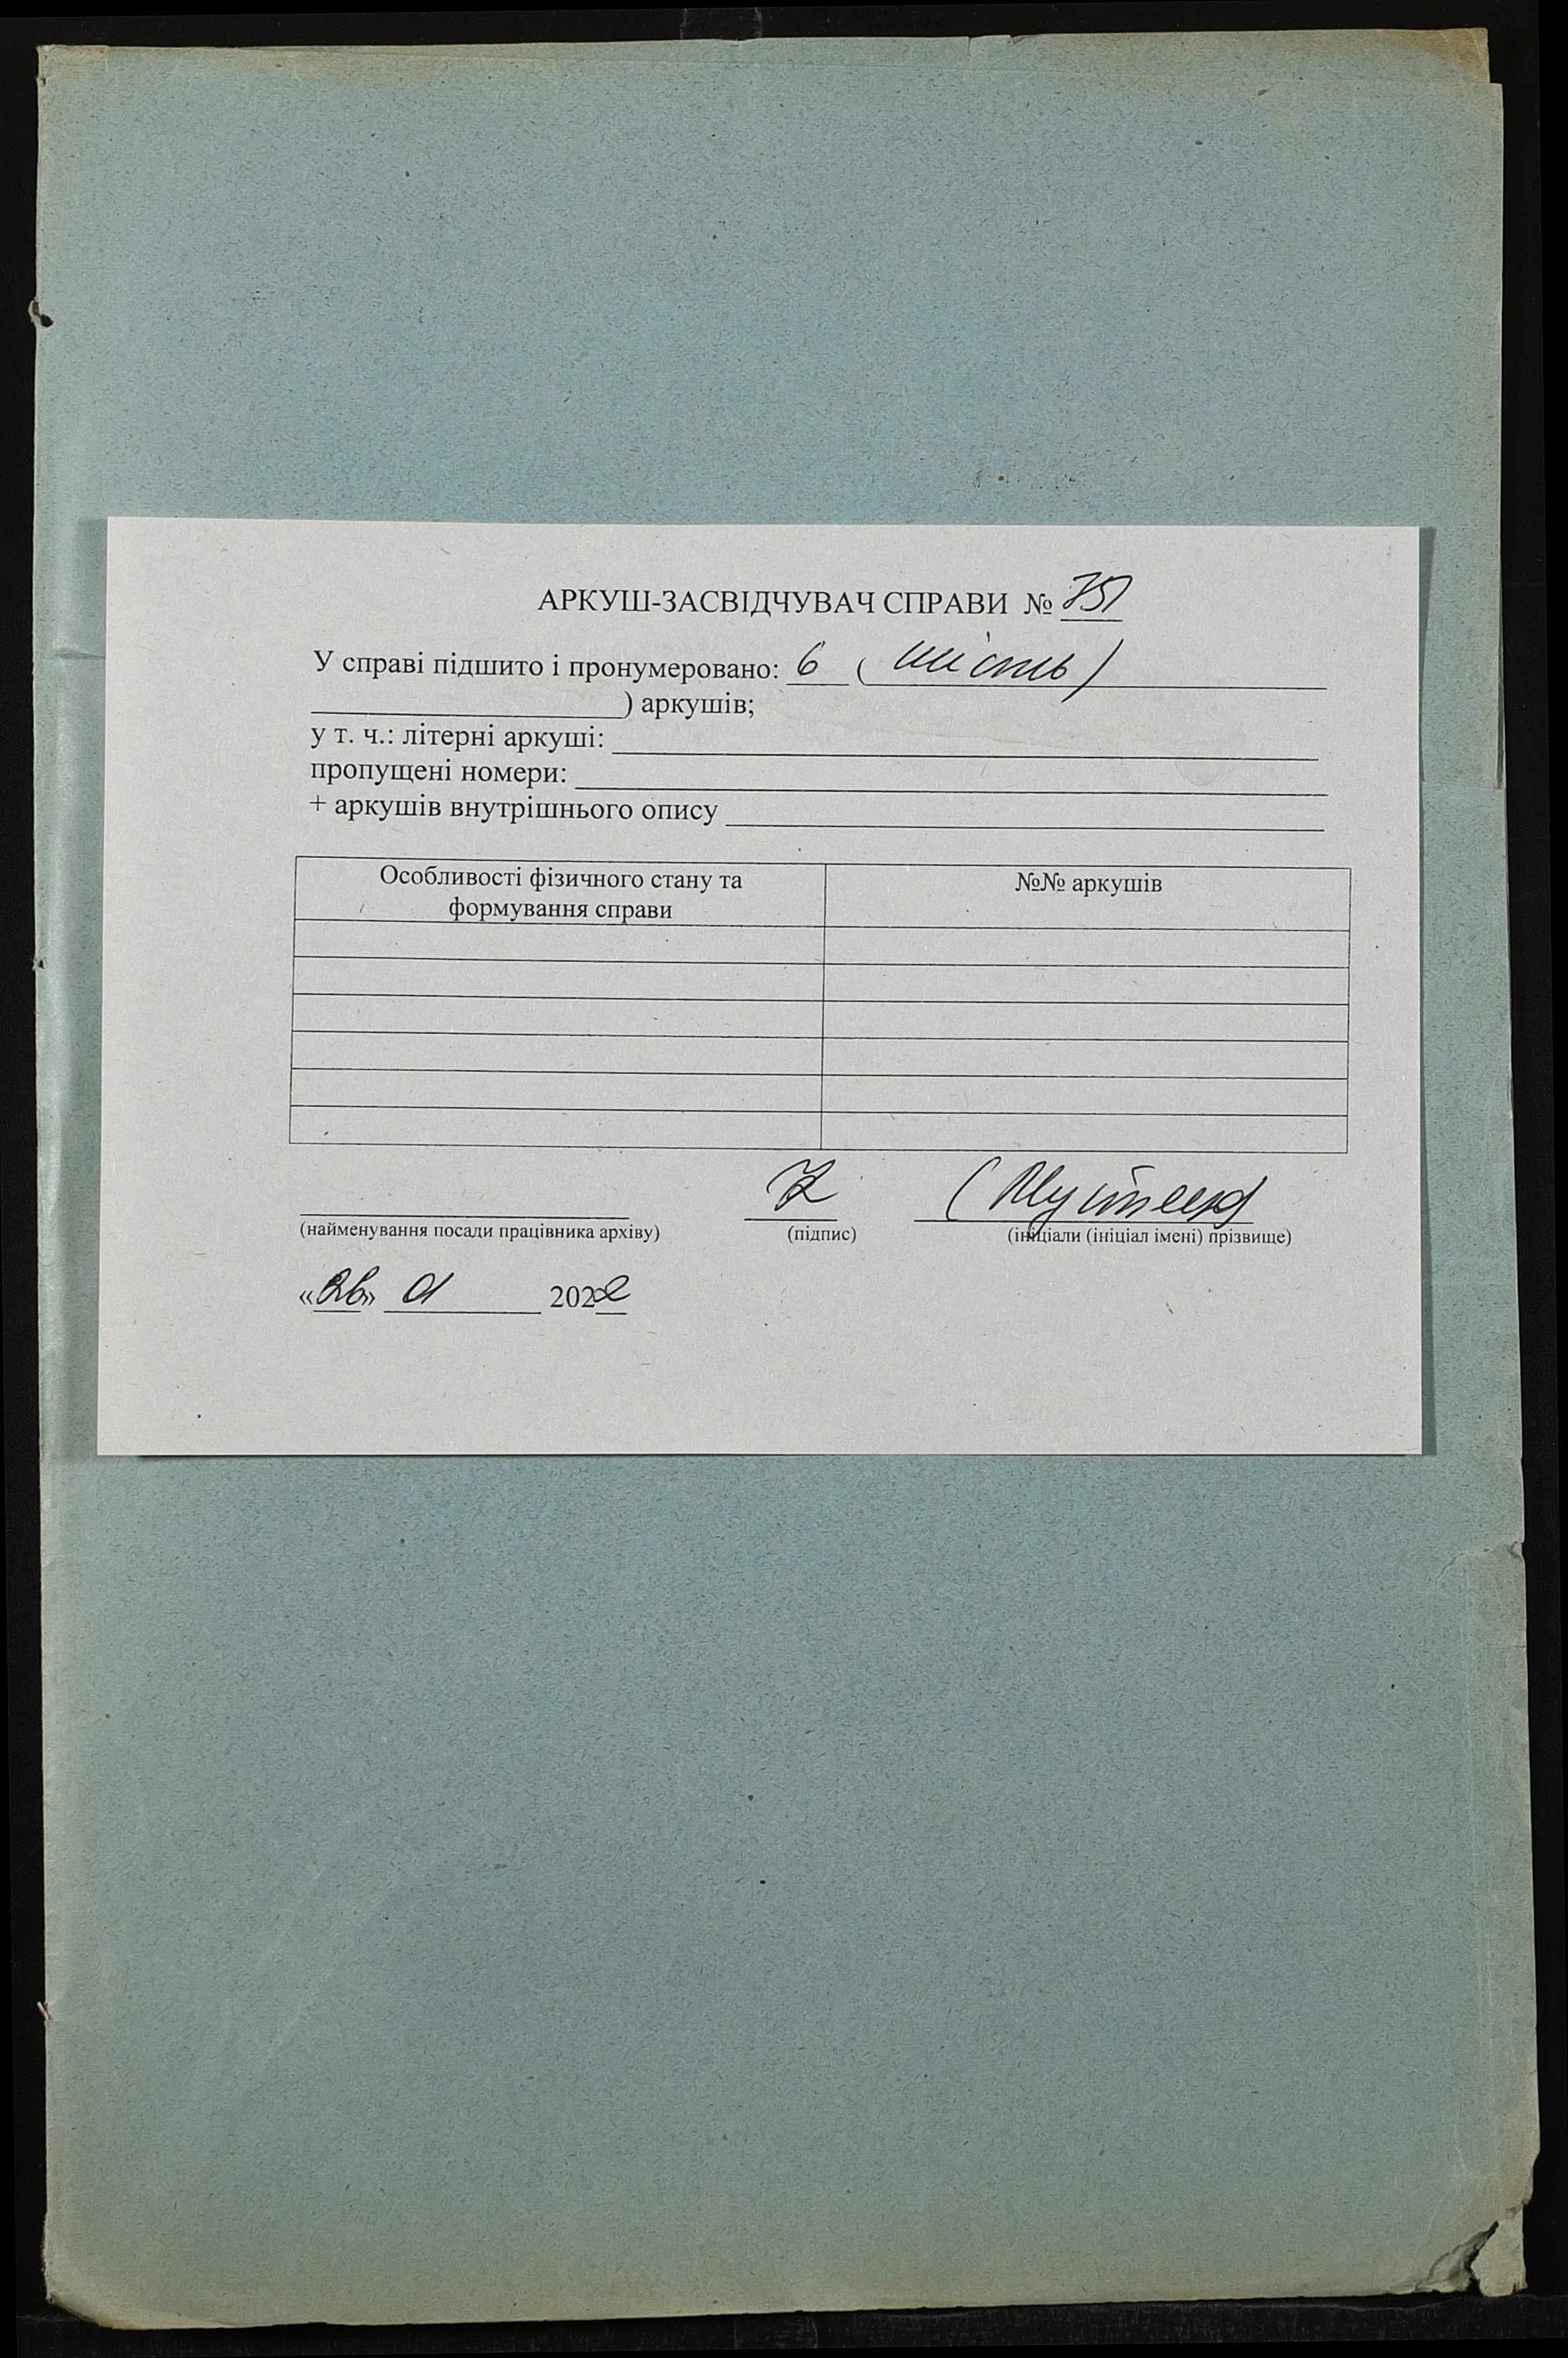 АРКУШ-ЗАСВІДЧУВАЧ СПРАВИ № 751
У справі підшито і пронумеровано: 6 ( шість )
) аркушів;
у т. ч.: літерні аркуші:
пропущені номери:
+ аркушів внутрішнього опису
Особливості фізичного стану та
формування справи
№№ аркушів
(найменування посади працівника архіву)
(підпис)
(ініціали (ініціал імені) прізвище)
«26» 01 2022